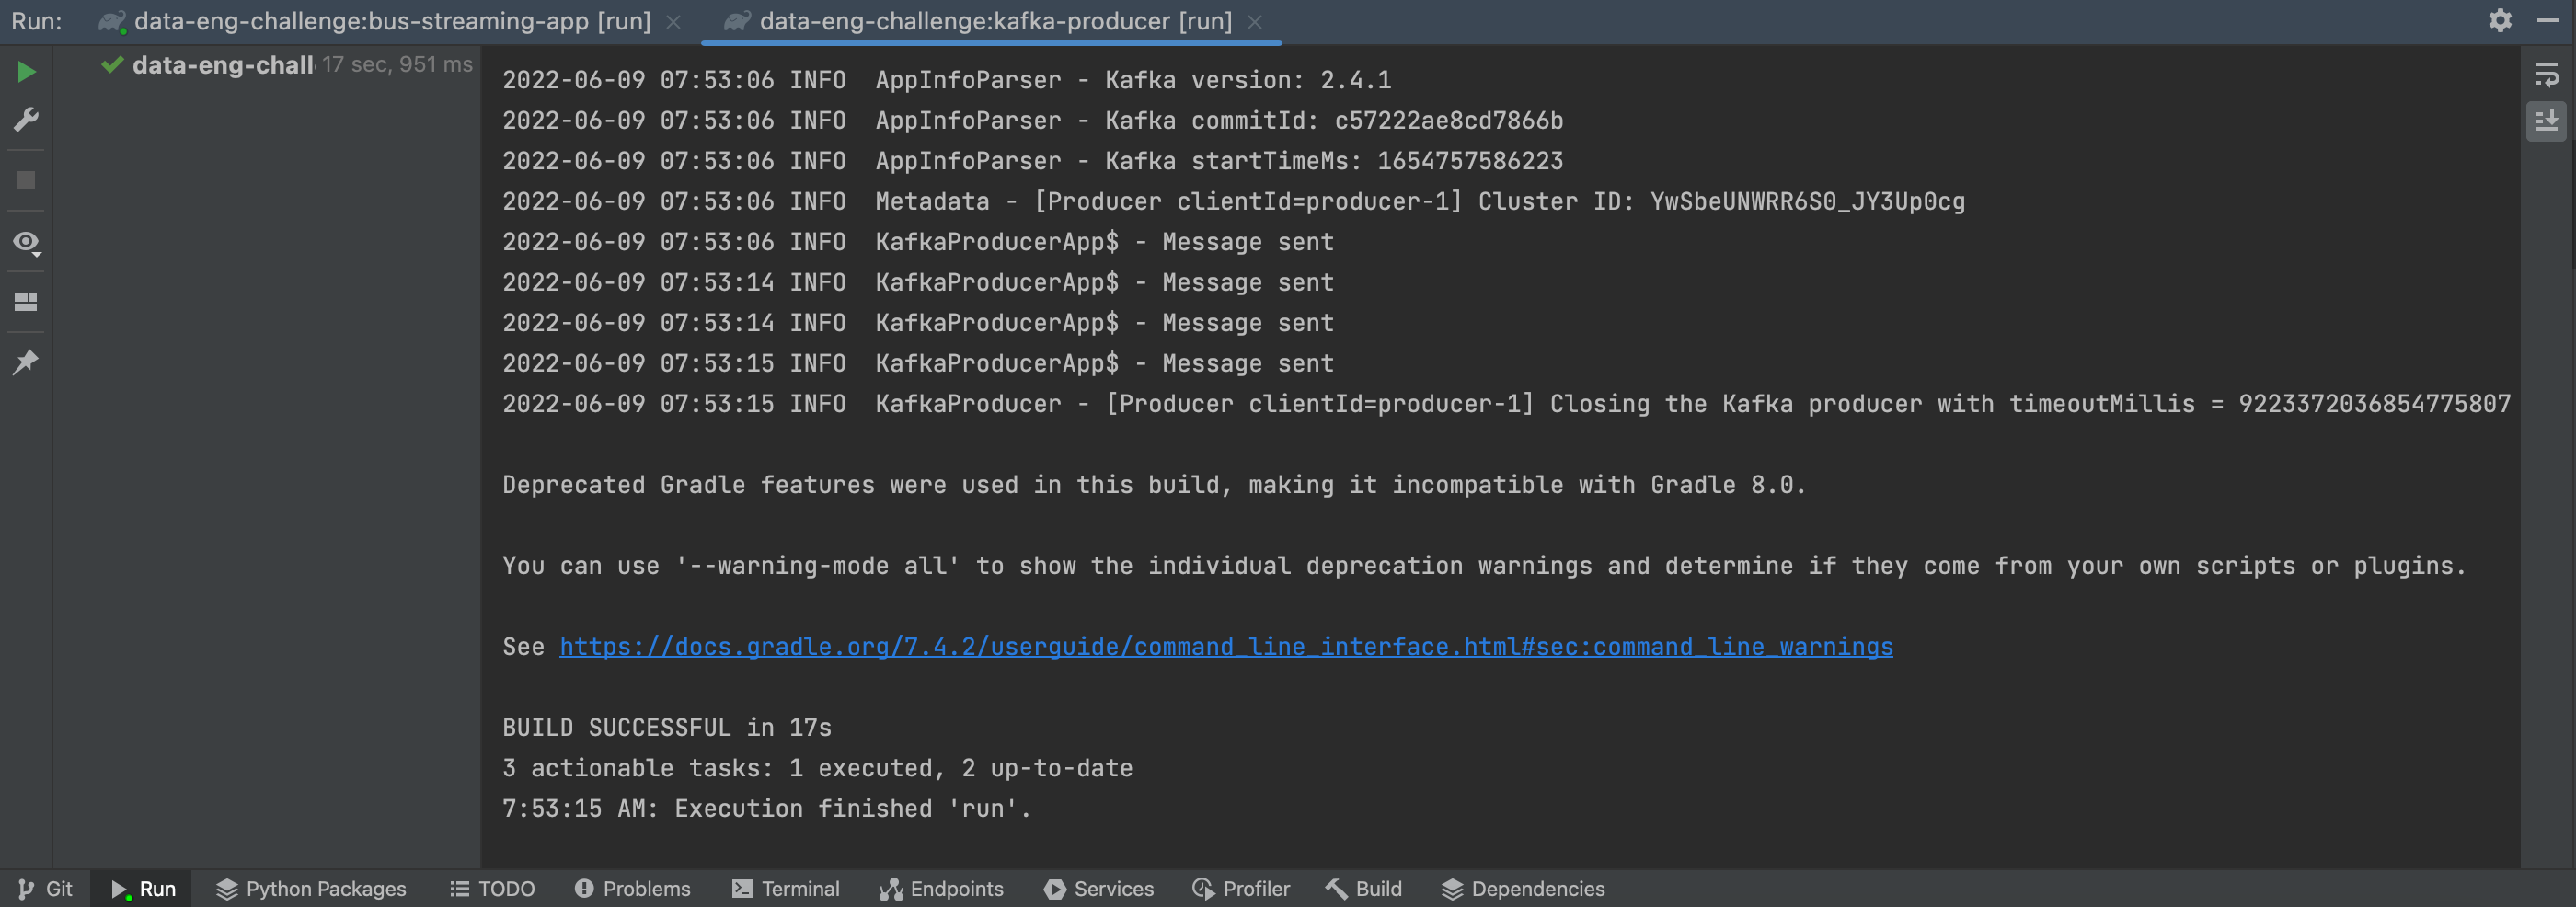 Run: data-eng-challenge:bus-streaming-app [run] data-eng-challenge:kafka-producer [run]
data-eng-chall 17 sec, 951 ms
2022-06-09 07:53:06 INFO  AppInfoParser - Kafka version: 2.4.1
2022-06-09 07:53:06 INFO  AppInfoParser - Kafka commitId: c57222ae8cd7866b
2022-06-09 07:53:06 INFO  AppInfoParser - Kafka startTimeMs: 1654757586223
2022-06-09 07:53:06 INFO  Metadata - [Producer clientId=producer-1] Cluster ID: YwSbeUNWRR6S0_JY3Up0cg
2022-06-09 07:53:06 INFO  KafkaProducerApp$ - Message sent
2022-06-09 07:53:14 INFO  KafkaProducerApp$ - Message sent
2022-06-09 07:53:14 INFO  KafkaProducerApp$ - Message sent
2022-06-09 07:53:15 INFO  KafkaProducerApp$ - Message sent
2022-06-09 07:53:15 INFO  KafkaProducer - [Producer clientId=producer-1] Closing the Kafka producer with timeoutMillis = 9223372036854775807
Deprecated Gradle features were used in this build, making it incompatible with Gradle 8.0.
You can use '--warning-mode all' to show the individual deprecation warnings and determine if they come from your own scripts or plugins.
See https://docs.gradle.org/7.4.2/userguide/command_line_interface.html#sec:command_line_warnings
BUILD SUCCESSFUL in 17s
3 actionable tasks: 1 executed, 2 up-to-date
7:53:15 AM: Execution finished 'run'.
Git Run Python Packages TODO Problems Terminal Endpoints Services Profiler Build Dependencies